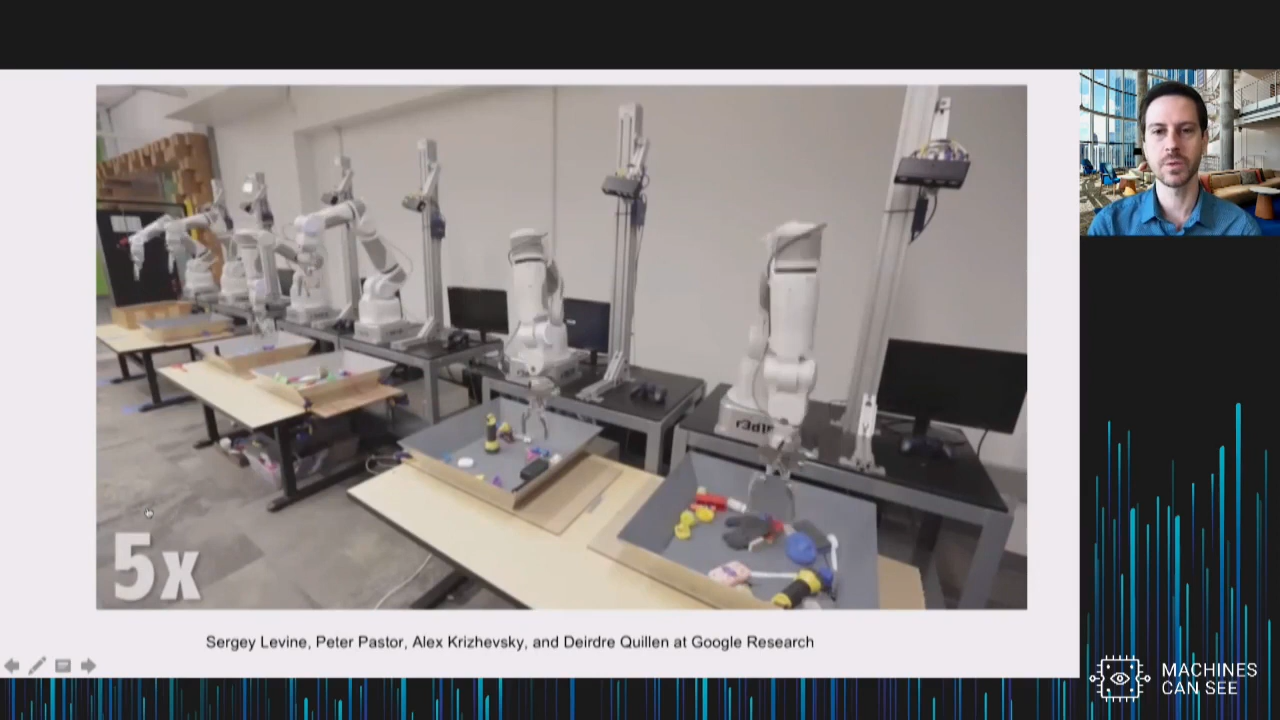 5x
Sergey Levine, Peter Pastor, Alex Krizhevsky, and Deirdre Quillen at Google Research
MACHINES
CAN SEE